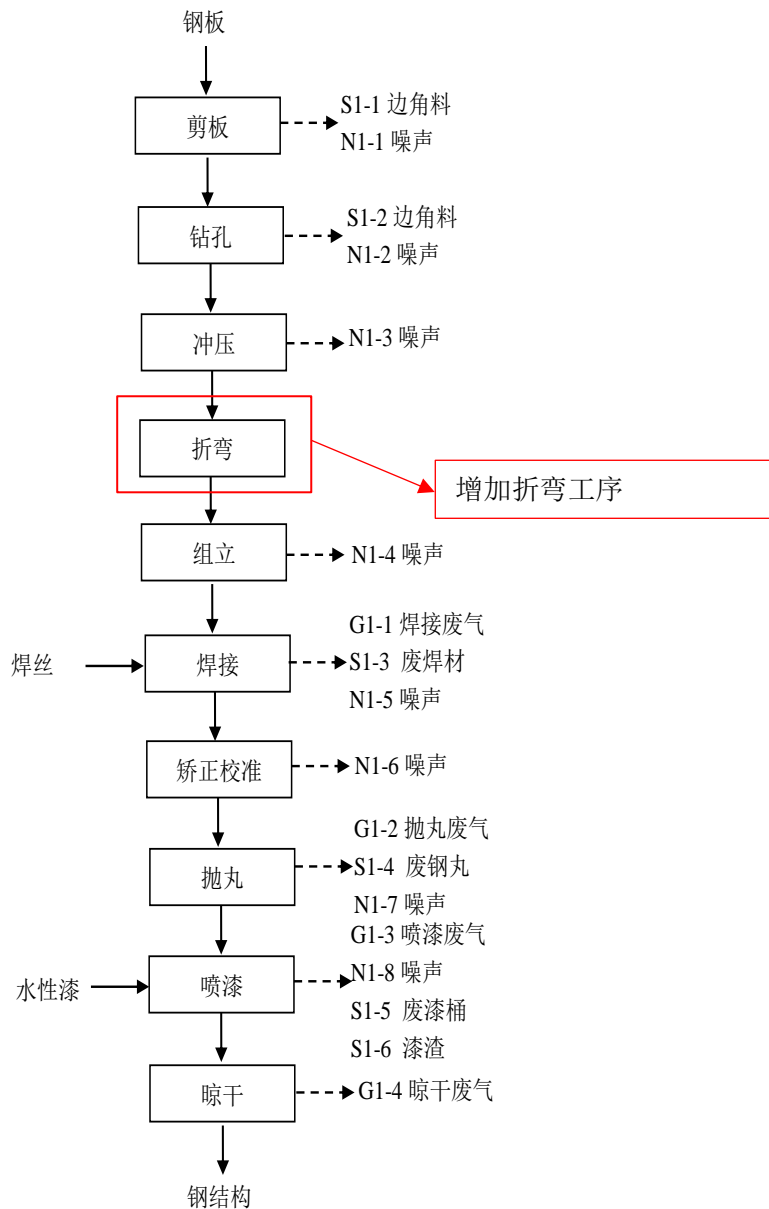 钢板
剪板
S1-1 边角料
N1-1 噪声
钻孔
S1-2 边角料
N1-2 噪声
冲压
N1-3 噪声
折弯
增加折弯工序
组立
N1-4 噪声
焊丝
焊接
G1-1 焊接废气
S1-3 废焊材
N1-5 噪声
矫正校准
N1-6 噪声
抛丸
G1-2 抛丸废气
S1-4 废钢丸
N1-7 噪声
水性漆
喷漆
G1-3 喷漆废气
N1-8 噪声
S1-5 废漆桶
S1-6 漆渣
晾干
G1-4 晾干废气
钢结构